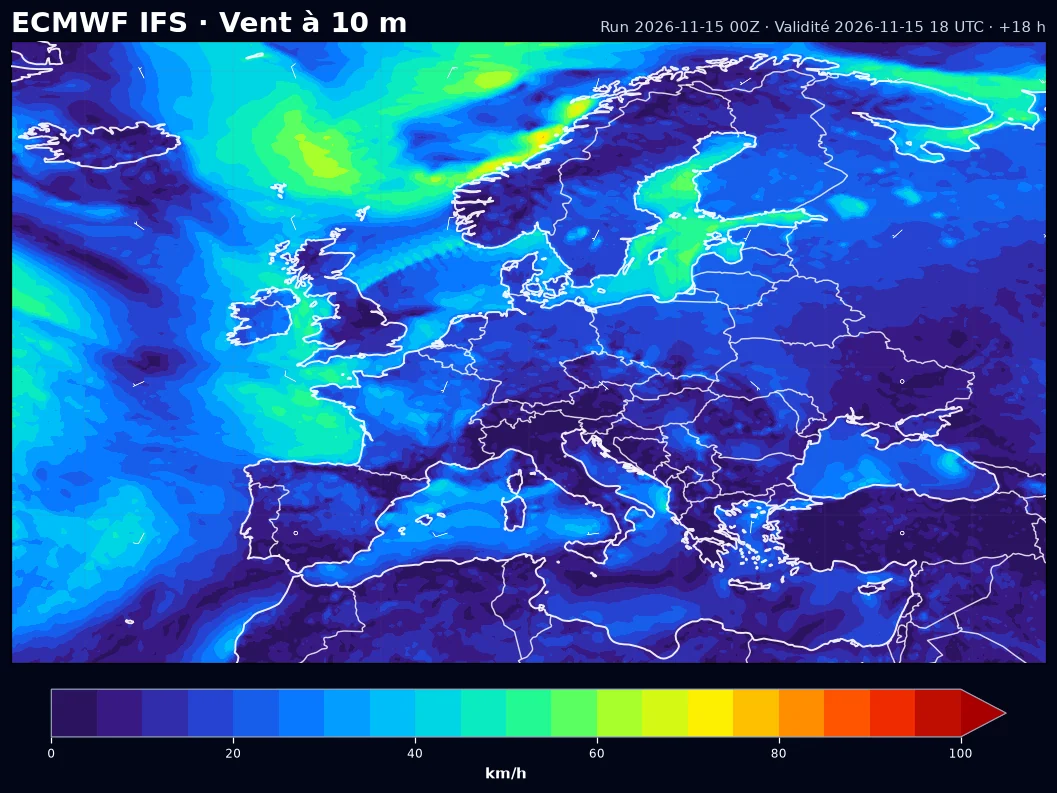 ECMWF IFS · Vent à 10 m
Run 2026-11-15 00Z · Validité 2026-11-15 18 UTC · +18 h
0 20 40 60 80 100
km/h